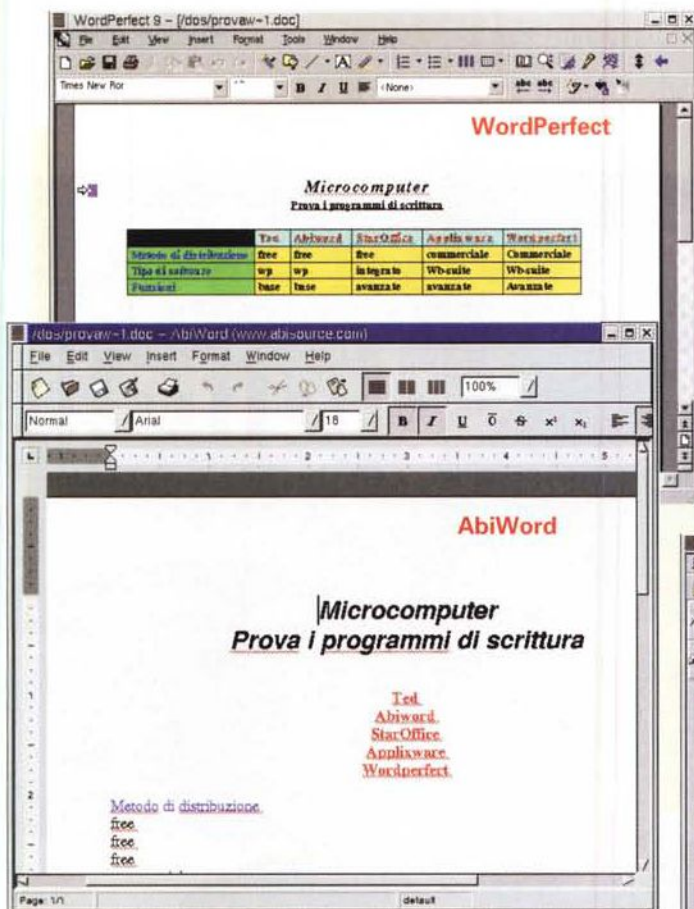 WordPerfect 9 – [/dos/provaw~1.doc]
File Edit View Insert Format Tools Window Help
Times New Ror <None>
WordPerfect
Microcomputer
Prova i programmi di scrittura
Ted Abiword StarOffice Applixware Wordperfect
Metodo di distribuzione free free free commerciale Commerciale
Tipo di software wp wp integrato Wb-suite Wb-suite
Funzioni base base avanzate avanzate Avanzate
/dos/provaw~1.doc – AbiWord (www.abisource.com)
File Edit View Insert Format Window Help
100%
Normal Arial 18 B I U
AbiWord
Microcomputer
Prova i programmi di scrittura
Ted
Abiword
StarOffice
Applixware
Wordperfect
Metodo di distribuzione
free
free
free
Page: 1/1 default